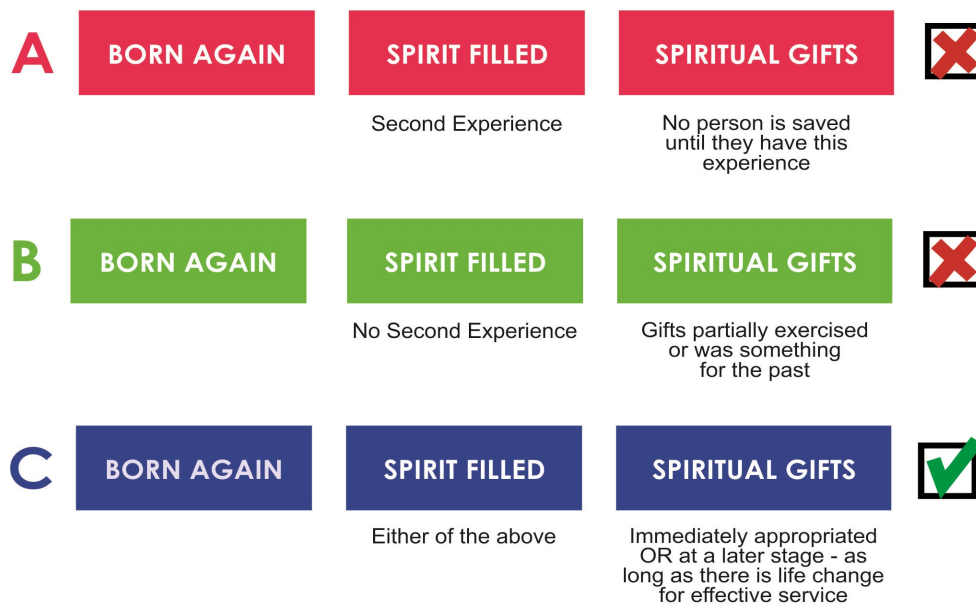 A BORN AGAIN SPIRIT FILLED SPIRITUAL GIFTS
Second Experience
No person is saved
until they have this
experience
B BORN AGAIN SPIRIT FILLED SPIRITUAL GIFTS
No Second Experience
Gifts partially exercised
or was something
for the past
C BORN AGAIN SPIRIT FILLED SPIRITUAL GIFTS
Either of the above
Immediately appropriated
OR at a later stage - as
long as there is life change
for effective service